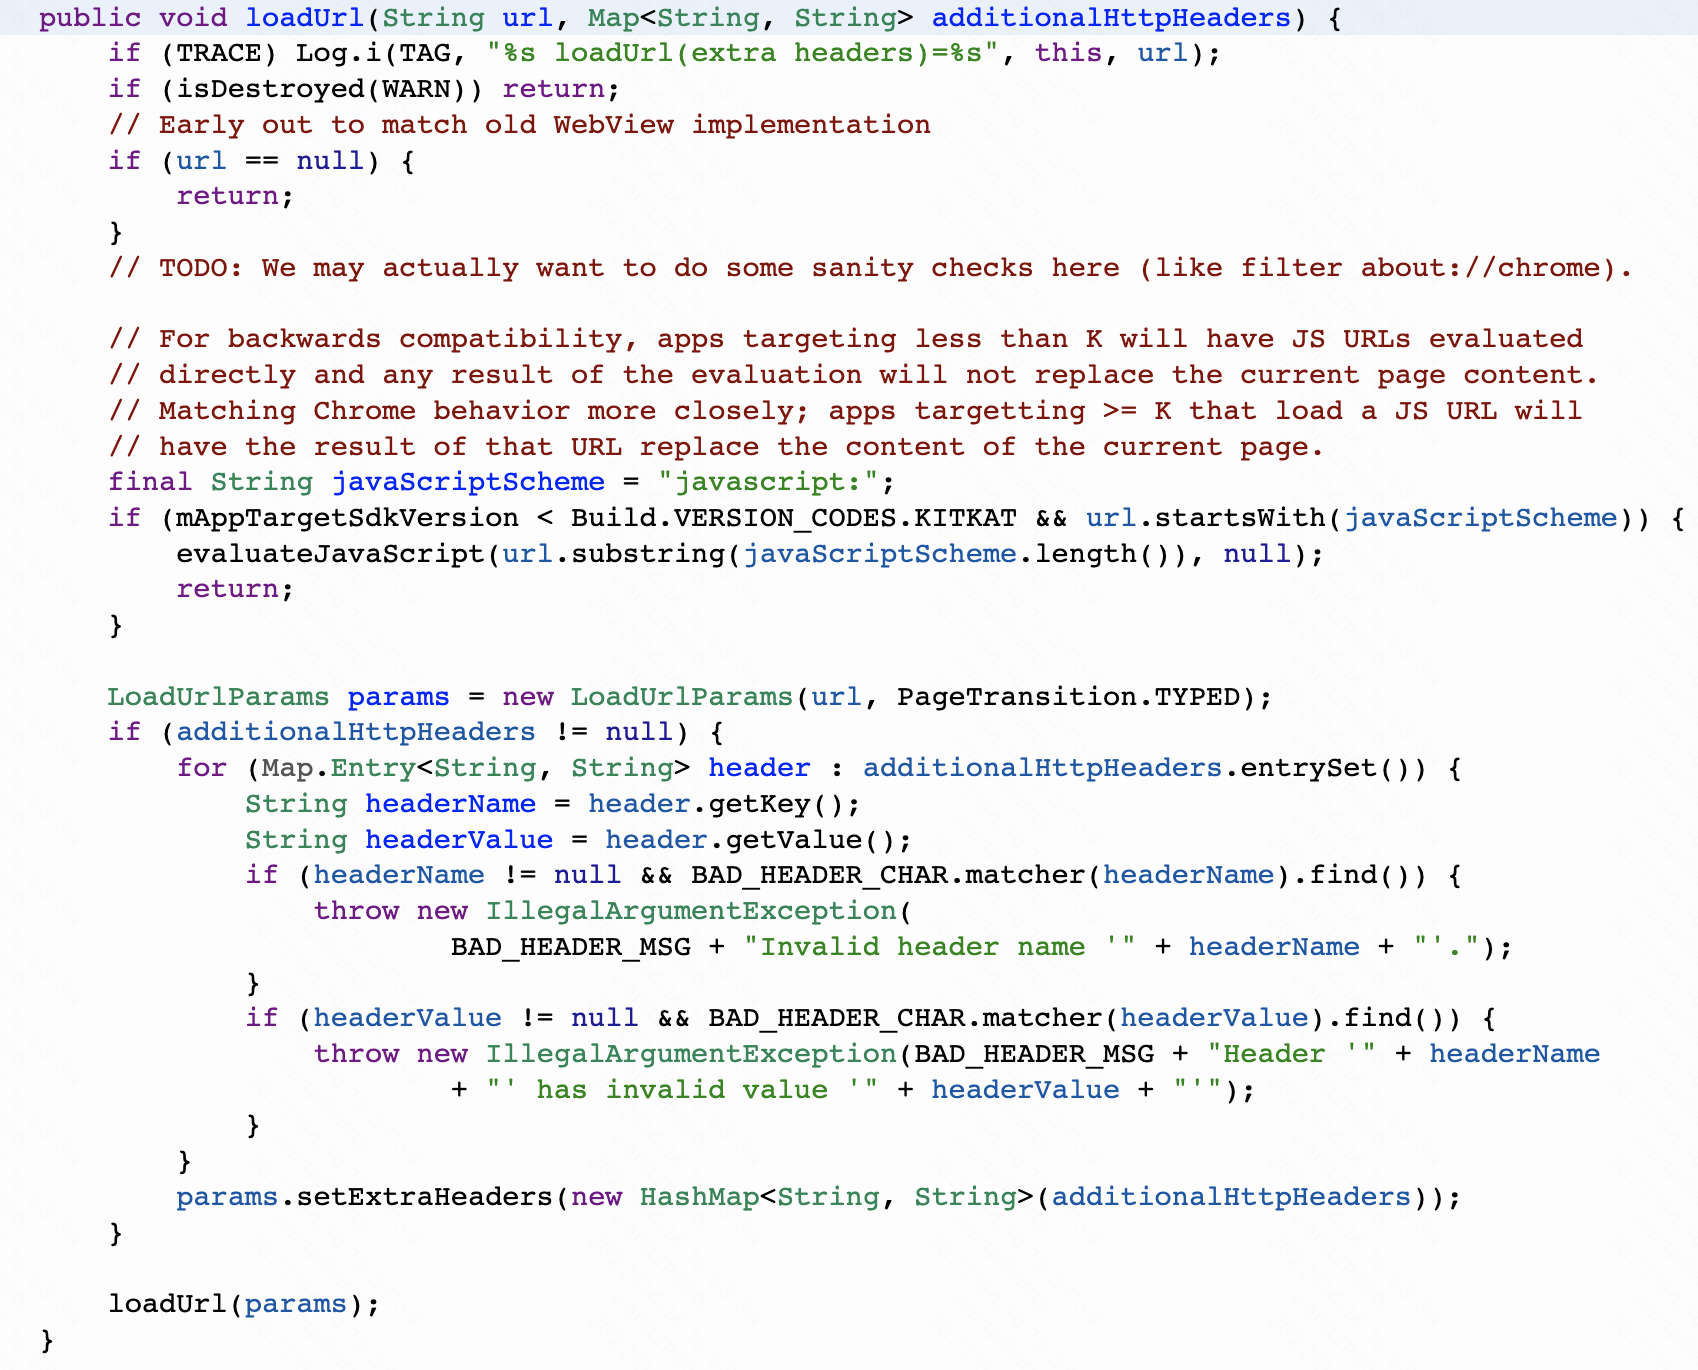 public void loadUrl(String url, Map<String, String> additionalHttpHeaders) {
    if (TRACE) Log.i(TAG, "%s loadUrl(extra headers)=%s", this, url);
    if (isDestroyed(WARN)) return;
    // Early out to match old WebView implementation
    if (url == null) {
        return;
    }
    // TODO: We may actually want to do some sanity checks here (like filter about://chrome).

    // For backwards compatibility, apps targeting less than K will have JS URLs evaluated
    // directly and any result of the evaluation will not replace the current page content.
    // Matching Chrome behavior more closely; apps targetting >= K that load a JS URL will
    // have the result of that URL replace the content of the current page.
    final String javaScriptScheme = "javascript:";
    if (mAppTargetSdkVersion < Build.VERSION_CODES.KITKAT && url.startsWith(javaScriptScheme)) {
        evaluateJavaScript(url.substring(javaScriptScheme.length()), null);
        return;
    }

    LoadUrlParams params = new LoadUrlParams(url, PageTransition.TYPED);
    if (additionalHttpHeaders != null) {
        for (Map.Entry<String, String> header : additionalHttpHeaders.entrySet()) {
            String headerName = header.getKey();
            String headerValue = header.getValue();
            if (headerName != null && BAD_HEADER_CHAR.matcher(headerName).find()) {
                throw new IllegalArgumentException(
                        BAD_HEADER_MSG + "Invalid header name '" + headerName + "'.");
            }
            if (headerValue != null && BAD_HEADER_CHAR.matcher(headerValue).find()) {
                throw new IllegalArgumentException(BAD_HEADER_MSG + "Header '" + headerName
                        + "' has invalid value '" + headerValue + "'");
            }
        }
        params.setExtraHeaders(new HashMap<String, String>(additionalHttpHeaders));
    }

    loadUrl(params);
}